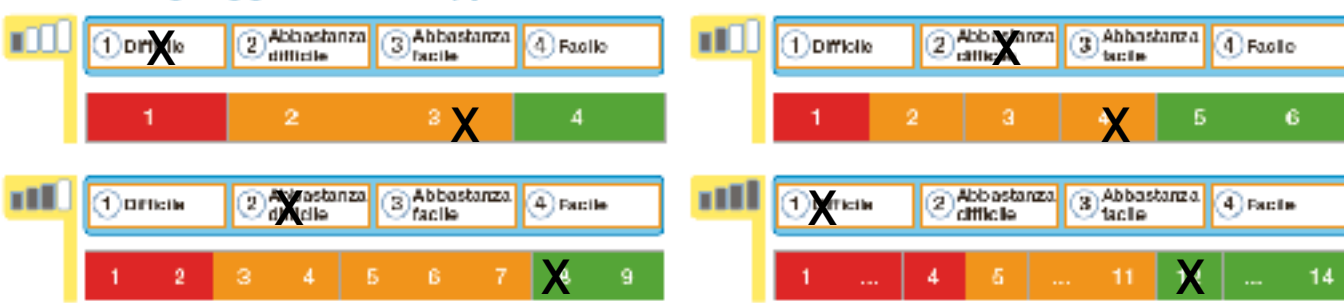 1 Difficile 2 Abbastanza difficile 3 Abbastanza facile 4 Facile
1 2 3 X 4
1 Difficile 2 Abbastanza difficile 3 Abbastanza facile 4 Facile
1 2 3 4 X 5 6
1 Difficile 2 Abbastanza difficile 3 Abbastanza facile 4 Facile
1 2 3 4 5 6 7 X 9
1 Difficile 2 Abbastanza difficile 3 Abbastanza facile 4 Facile
1 ... 4 5 ... 11 X ... 14